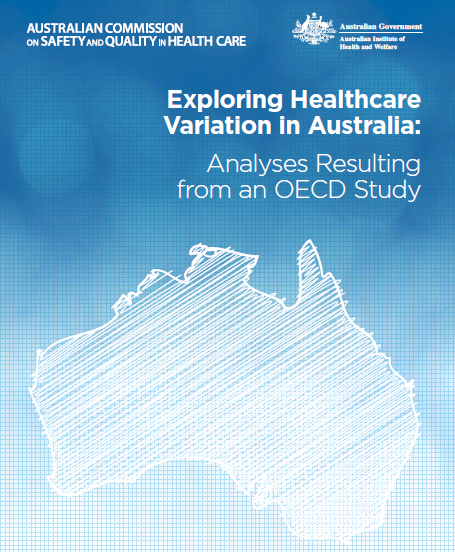 AUSTRALIAN COMMISSION
ON SAFETY AND QUALITY IN HEALTH CARE
Australian Government
Australian Institute of
Health and Welfare
Exploring Healthcare
Variation in Australia:
Analyses Resulting
from an OECD Study